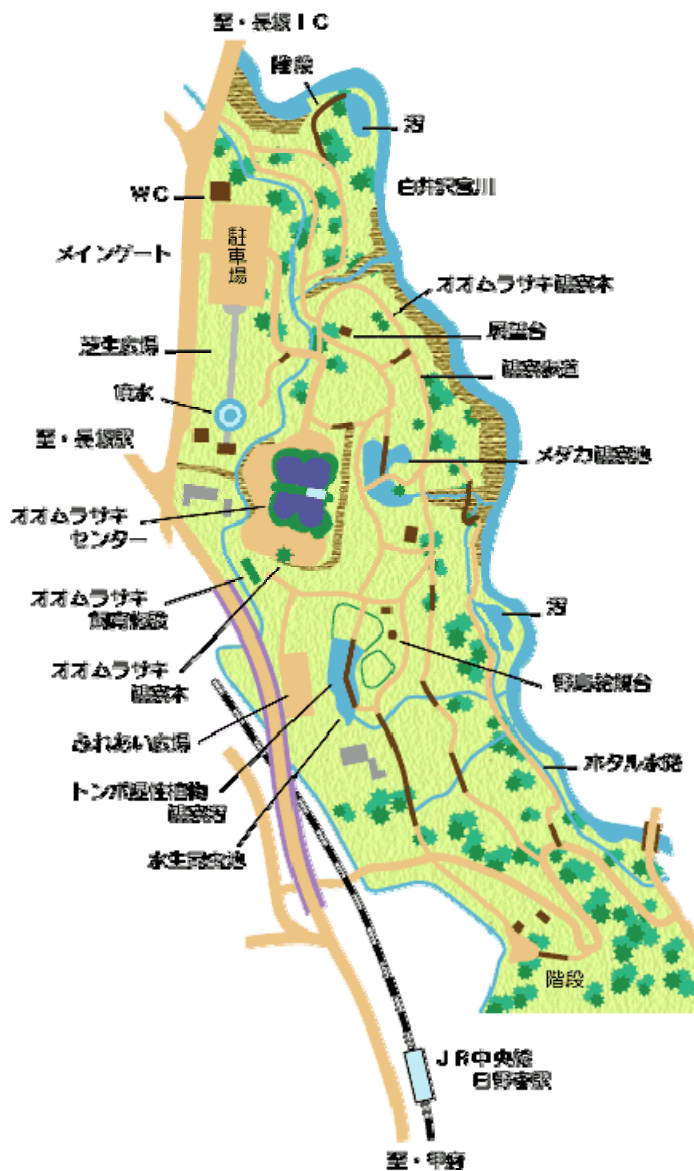 至・長坂ＩＣ
階段
沼
白井沢宮川
ＷＣ
駐車場
メインゲート
オオムラサキ観察木
展望台
芝生広場
観察歩道
噴水
至・長坂駅
メダカ観察池
オオムラサキ
センター
オオムラサキ
飼育施設
沼
オオムラサキ
観察木
野鳥給餌台
ふれあい広場
ホタル水路
トンボ湿性植物
観察沼
水生昆虫池
階段
ＪＲ中央線
日野春駅
至・甲府